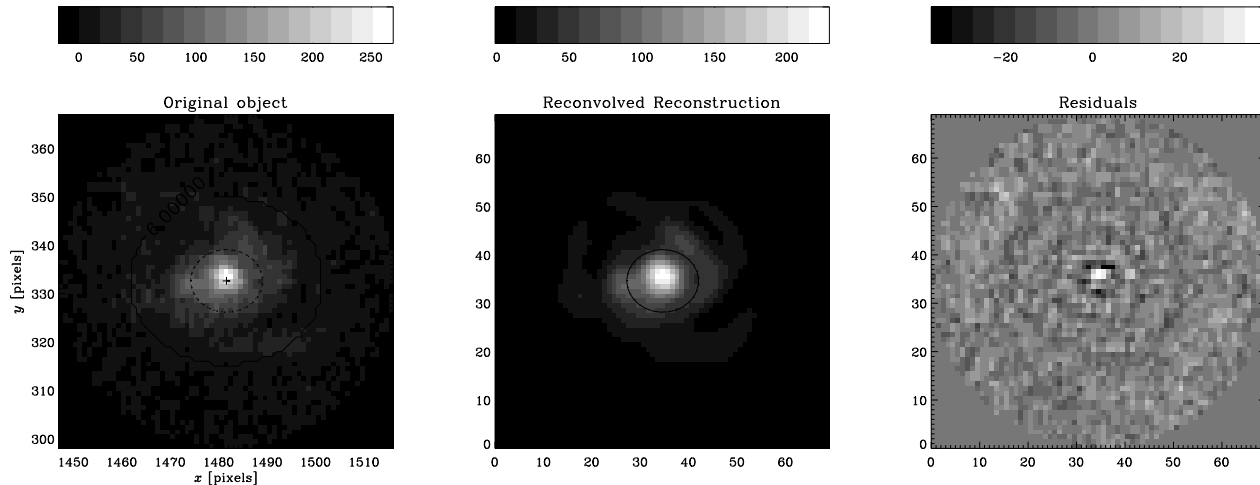 0 50 100 150 200 250
0 50 100 150 200
−20 0 20
Original object
Reconvolved Reconstruction
Residuals
360
350
340
330
320
310
300
y [pixels]
6.00000
1450 1460 1470 1480 1490 1500 1510
x [pixels]
60
50
40
30
20
10
0
0 10 20 30 40 50 60
60
50
40
30
20
10
0
0 10 20 30 40 50 60